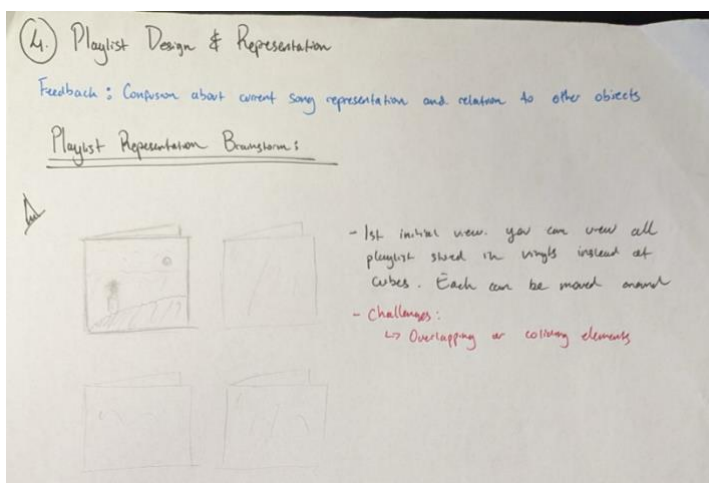 4. Playlist Design & Representation
Feedback: Confusion about current song representation and relation to other objects
Playlist Representation Brainstorm:
- 1st initial view. you can view all
playlist stored in vinyls instead of
cubes. Each can be moved around
- Challenges:
↳ Overlapping or coliding elements